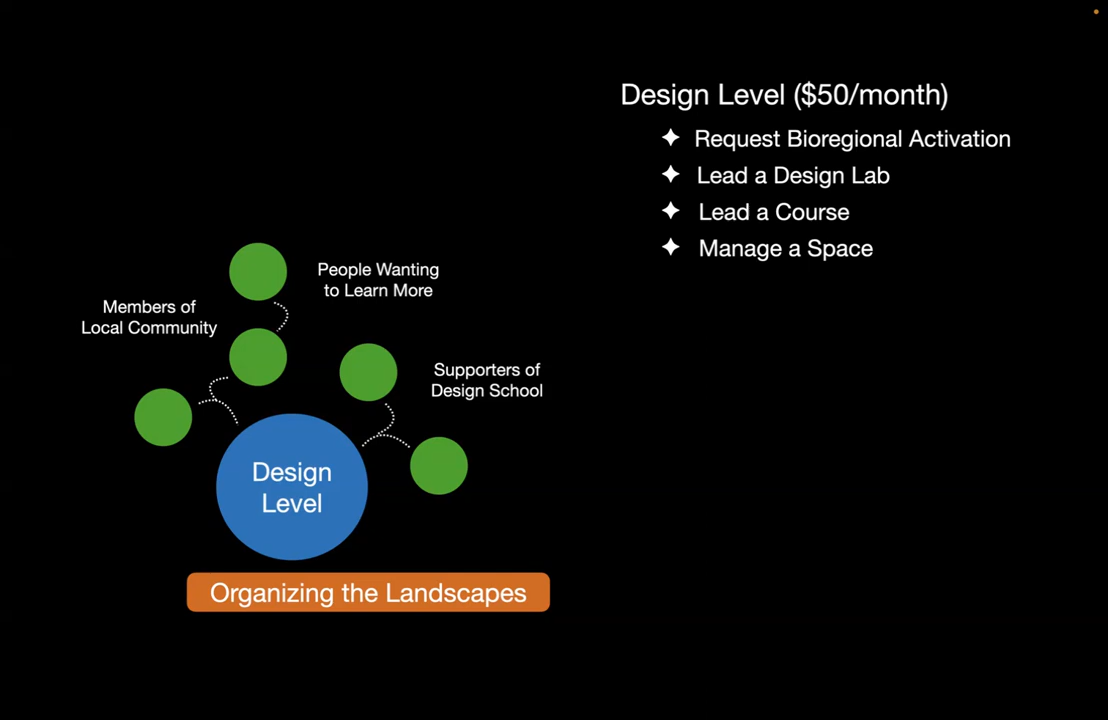 Design Level ($50/month)
✦ Request Bioregional Activation
✦ Lead a Design Lab
✦ Lead a Course
✦ Manage a Space
People Wanting
to Learn More
Members of
Local Community
Supporters of
Design School
Design
Level
Organizing the Landscapes